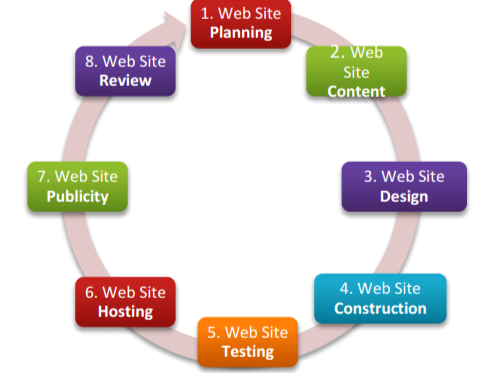 1. Web Site
Planning
2. Web
Site
Content
3. Web Site
Design
4. Web Site
Construction
5. Web Site
Testing
6. Web Site
Hosting
7. Web Site
Publicity
8. Web Site
Review